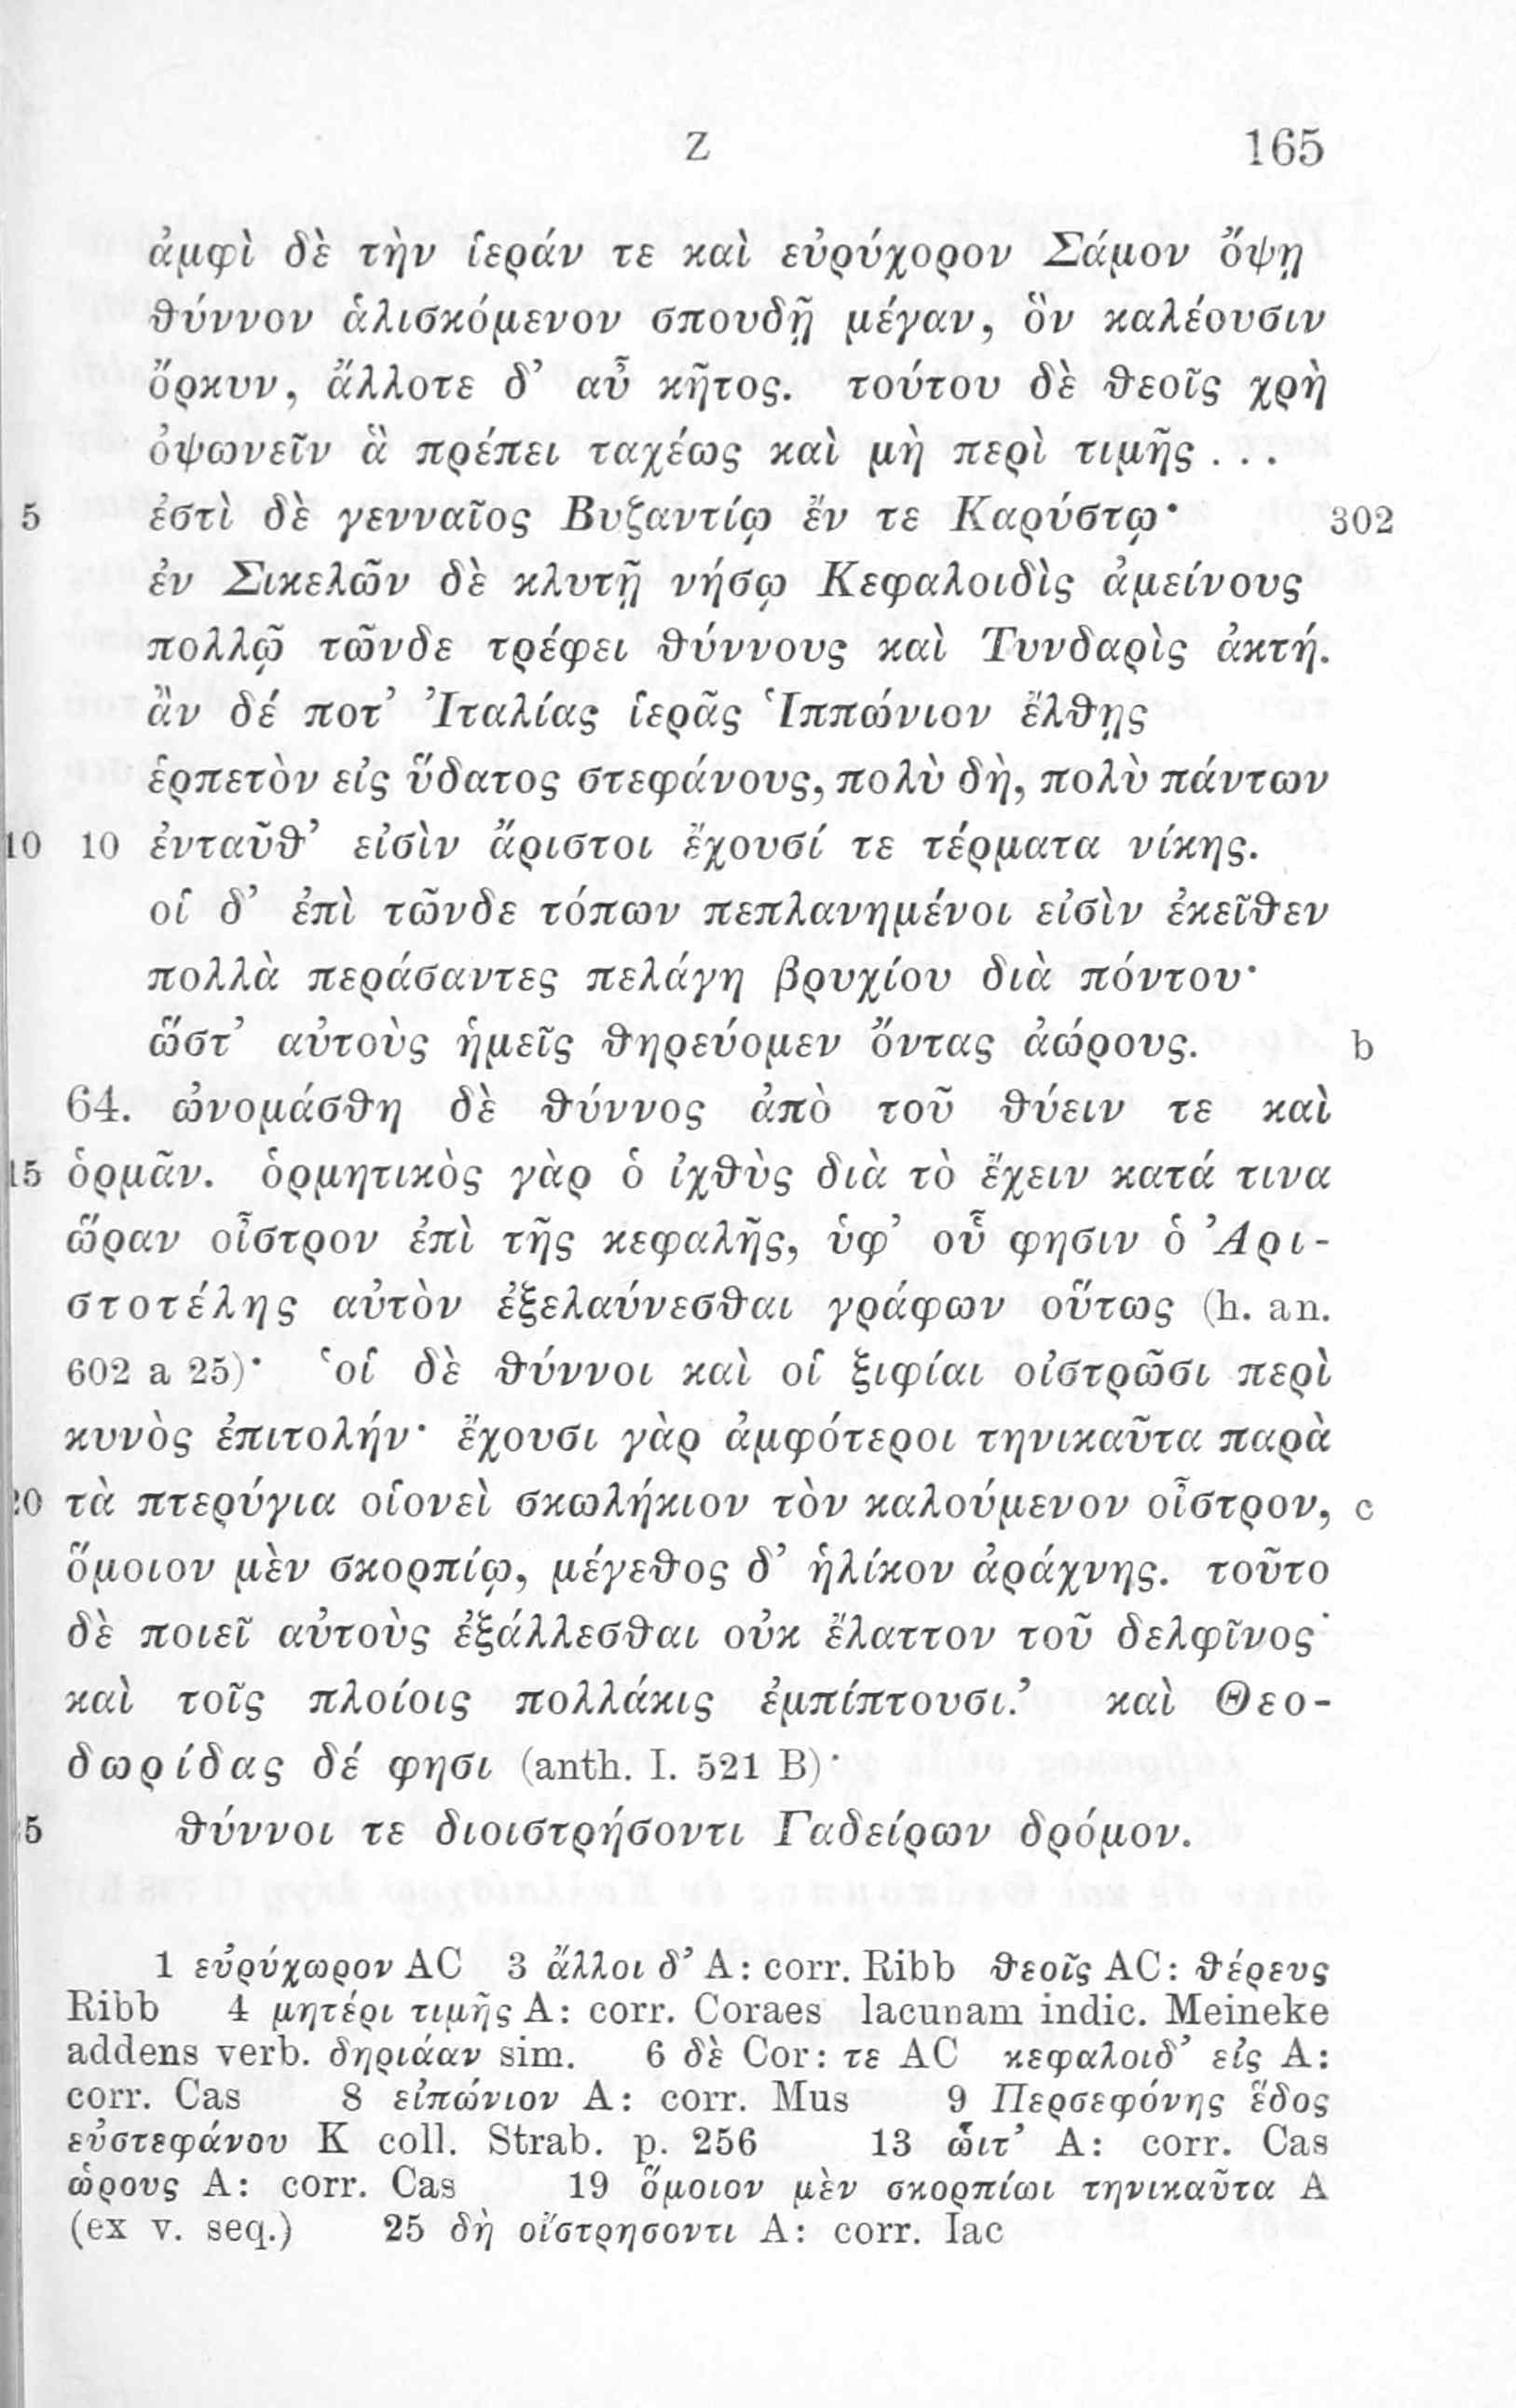 Z 165
ἀμφὶ δὲ τὴν ἱεράν τε καὶ εὐρύχορον Σάμον ὄψῃ
θύννον ἁλισκόμενον σπουδῇ μέγαν, ὃν καλέουσιν
ὄρκυν, ἄλλοτε δ’ αὖ κῆτος. τούτου δὲ θεοῖς χρὴ
ὀψωνεῖν ἃ πρέπει ταχέως καὶ μὴ περὶ τιμῆς ...
5 ἐστὶ δὲ γενναῖος Βυζαντίῳ ἔν τε Καρύστῳ· 302
ἐν Σικελῶν δὲ κλυτῇ νήσῳ Κεφαλοιδὶς ἀμείνους
πολλῷ τῶνδε τρέφει θύννους καὶ Τυνδαρὶς ἀκτή.
ἂν δέ ποτ’ Ἰταλίας ἱερᾶς Ἱππώνιον ἔλθῃς
ἑρπετὸν εἰς ὕδατος στεφάνους, πολὺ δὴ, πολὺ πάντων
10 10 ἐνταῦθ’ εἰσὶν ἄριστοι ἔχουσί τε τέρματα νίκης.
οἱ δ’ ἐπὶ τῶνδε τόπων πεπλανημένοι εἰσὶν ἐκεῖθεν
πολλὰ περάσαντες πελάγη βρυχίου διὰ πόντου·
ὥστ’ αὐτοὺς ἡμεῖς θηρεύομεν ὄντας ἀώρους. b
64. ὠνομάσθη δὲ θύννος ἀπὸ τοῦ θύειν τε καὶ
15 ὁρμᾶν. ὁρμητικὸς γὰρ ὁ ἰχθὺς διὰ τὸ ἔχειν κατά τινα
ὥραν οἶστρον ἐπὶ τῆς κεφαλῆς, ὑφ’ οὗ φησιν ὁ Ἀρι-
στοτέλης αὐτὸν ἐξελαύνεσθαι γράφων οὕτως (h. an.
602 a 25)· ‘οἱ δὲ θύννοι καὶ οἱ ξιφίαι οἰστρῶσι περὶ
κυνὸς ἐπιτολήν· ἔχουσι γὰρ ἀμφότεροι τηνικαῦτα παρὰ
20 τὰ πτερύγια οἱονεὶ σκωλήκιον τὸν καλούμενον οἶστρον, c
ὅμοιον μὲν σκορπίῳ, μέγεθος δ’ ἡλίκον ἀράχνης. τοῦτο
δὲ ποιεῖ αὐτοὺς ἐξάλλεσθαι οὐκ ἔλαττον τοῦ δελφῖνος·
καὶ τοῖς πλοίοις πολλάκις ἐμπίπτουσι.’ καὶ Θεο-
δωρίδας δέ φησι (anth. I. 521 B)·
5 θύννοι τε διοιστρήσοντι Γαδείρων δρόμον.
1 εὐρύχωρον AC 3 ἄλλοι δ’ A: corr. Ribb θεοῖς AC: θέρευς
Ribb 4 μητέρι τιμῆς A: corr. Coraes lacunam indic. Meineke
addens verb. δηριάαν sim. 6 δὲ Cor: τε AC κεφαλοιδ’ εἰς A:
corr. Cas 8 εἰπώνιον A: corr. Mus 9 Περσεφόνης ἕδος
εὐστεφάνου K coll. Strab. p. 256 13 ὧιτ’ A: corr. Cas
ὡρους A: corr. Cas 19 ὅμοιον μὲν σκορπίωι τηνικαῦτα A
(ex v. seq.) 25 δὴ οἴστρησοντι A: corr. Iac